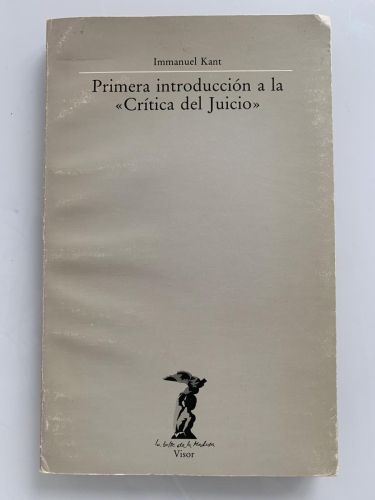 Immanuel Kant
Primera introducción a la
«Crítica del Juicio»
la balsa de la Medusa
Visor